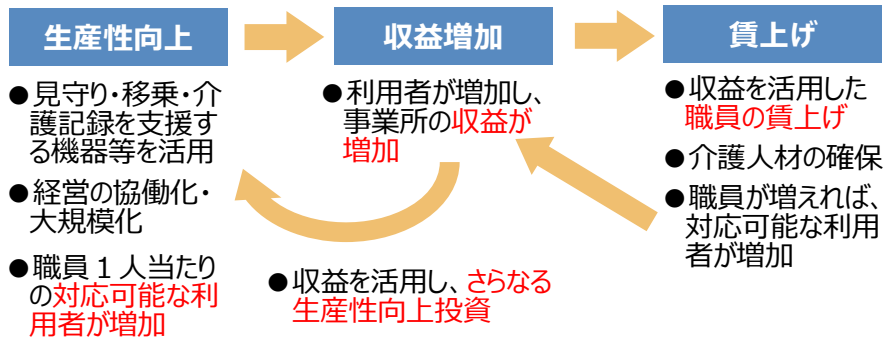 生産性向上
●見守り・移乗・介
護記録を支援す
る機器等を活用
●経営の協働化・
大規模化
●職員１人当たり
の対応可能な利
用者が増加
収益増加
●利用者が増加し、
事業所の収益が
増加
●収益を活用し、さらなる
生産性向上投資
賃上げ
●収益を活用した
職員の賃上げ
●介護人材の確保
●職員が増えれば、
対応可能な利用
者が増加